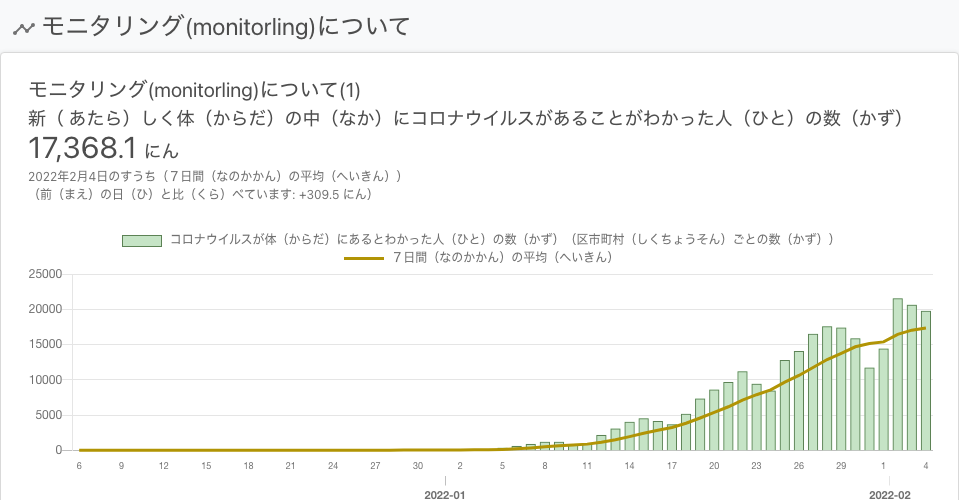 モニタリング(monitorling)について
モニタリング(monitorling)について(1)
新（ あたら）しく体（からだ）の中（なか）にコロナウイルスがあることがわかった人（ひと）の数（かず）
17,368.1 にん
2022年2月4日のすうち（７日間（なのかかん）の平均（へいきん））
（前（まえ）の日（ひ）と比（くら）べています: +309.5 にん）
コロナウイルスが体（からだ）にあるとわかった人（ひと）の数（かず）（区市町村（しくちょうそん）ごとの数（かず））
７日間（なのかかん）の平均（へいきん）
25000
20000
15000
10000
5000
0
6 9 12 15 18 21 24 27 30 2 5 8 11 14 17 20 23 26 29 1 4
2022-01 2022-02